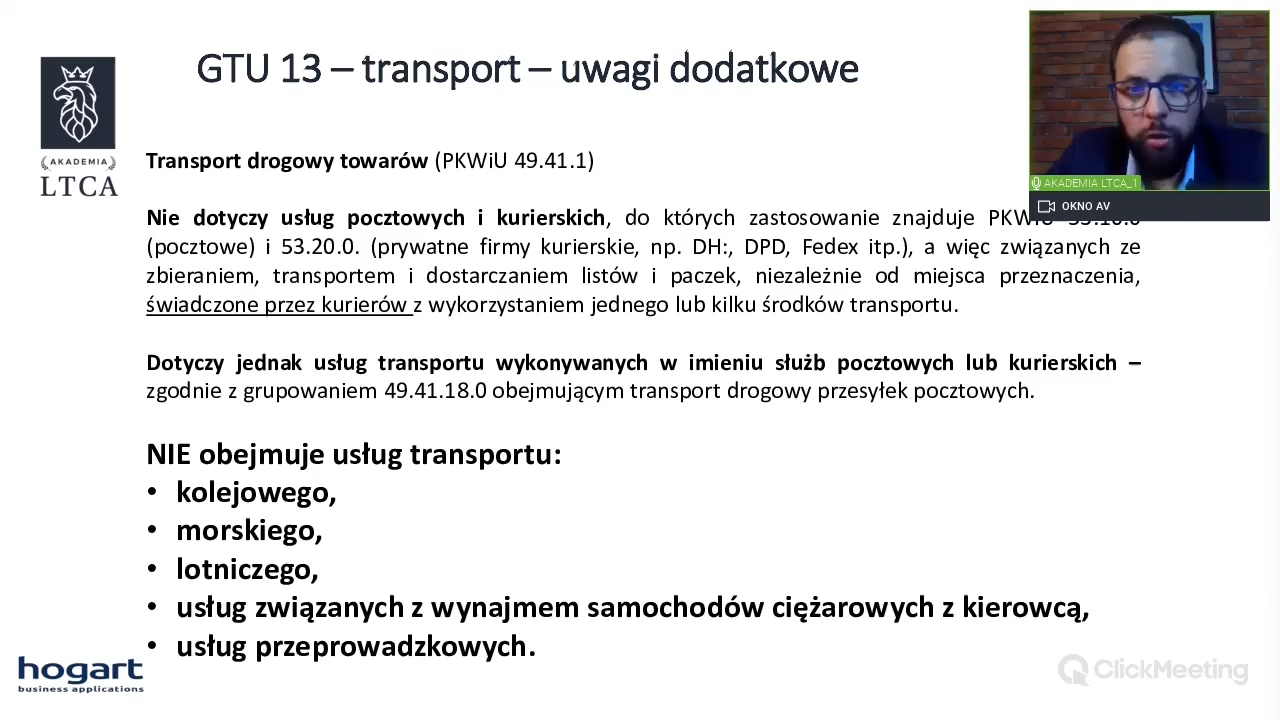 GTU 13 – transport – uwagi dodatkowe
AKADEMIA
LTCA
AKADEMIA LTCA_1
OKNO AV
Transport drogowy towarów (PKWiU 49.41.1)
Nie dotyczy usług pocztowych i kurierskich, do których zastosowanie znajduje
(pocztowe) i 53.20.0. (prywatne firmy kurierskie, np. DH:, DPD, Fedex itp.), a więc związanych ze
zbieraniem, transportem i dostarczaniem listów i paczek, niezależnie od miejsca przeznaczenia,
świadczone przez kurierów z wykorzystaniem jednego lub kilku środków transportu.
Dotyczy jednak usług transportu wykonywanych w imieniu służb pocztowych lub kurierskich –
zgodnie z grupowaniem 49.41.18.0 obejmującym transport drogowy przesyłek pocztowych.
NIE obejmuje usług transportu:
• kolejowego,
• morskiego,
• lotniczego,
• usług związanych z wynajmem samochodów ciężarowych z kierowcą,
• usług przeprowadzkowych.
hogart
business applications
ClickMeeting